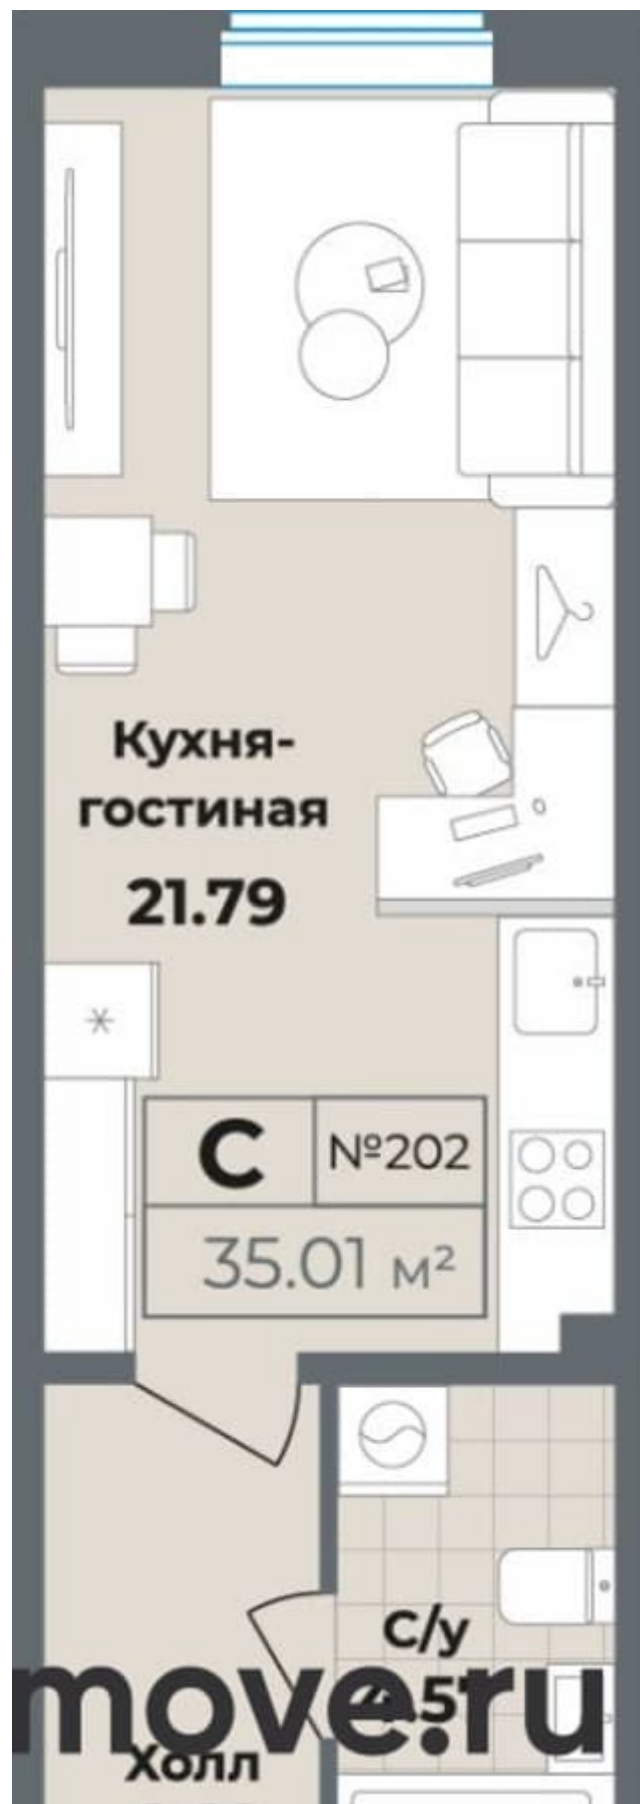 Кухня-
гостиная
21.79
С
№202
35.01 м²
С/у
move.ru
Холл